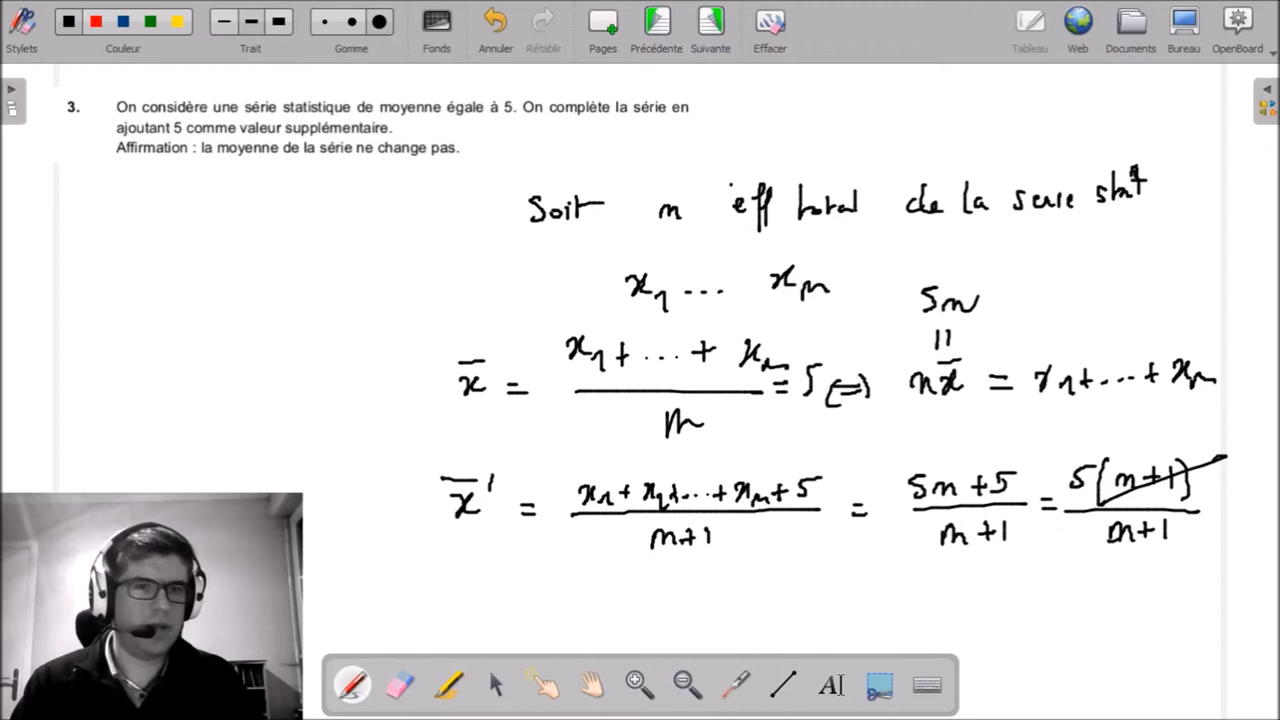 Stylets Couleur Trait Gomme Fonds Annuler Rétablir Pages Précédente Suivante Effacer Tableau Web Documents Bureau OpenBoard
3. On considère une série statistique de moyenne égale à 5. On complète la série en
ajoutant 5 comme valeur supplémentaire.
Affirmation : la moyenne de la série ne change pas.
Soit n eff total de la serie stat
x₁ ... xₙ
5n
||
x̄ = (x₁ + ... + xₙ)/n = 5 (=) nx̄ = x₁ + ... + xₙ
x̄' = (x₁ + x₂ + ... + xₙ + 5)/(n+1) = (5n+5)/(n+1) = 5(n+1)/(n+1)
AI